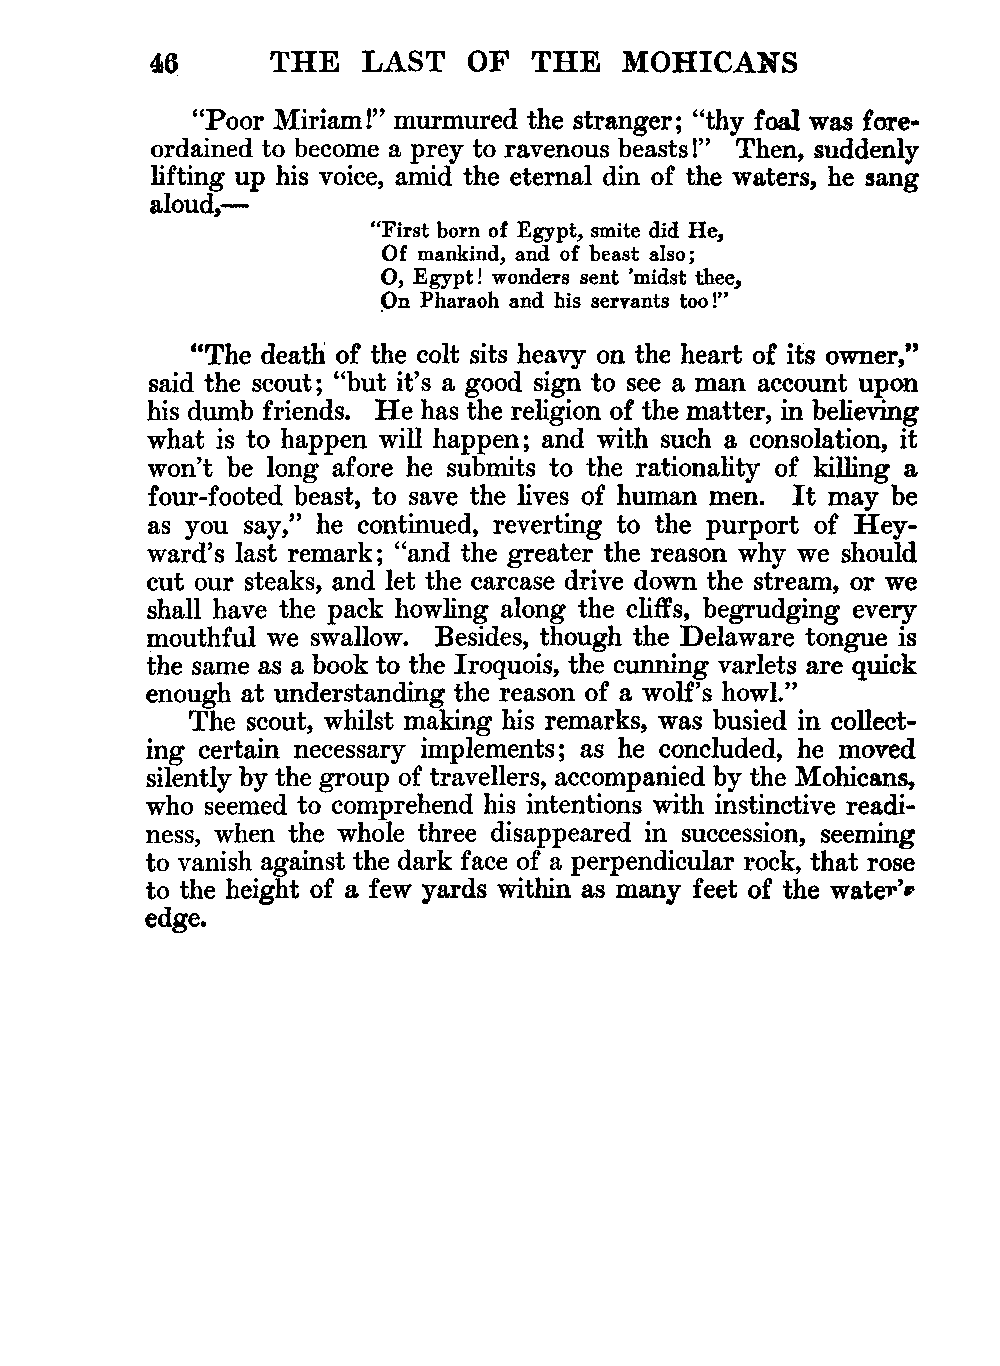 46 THE LAST OF THE MOHICANS
“Poor Miriam!” murmured the stranger; “thy foal was fore-
ordained to become a prey to ravenous beasts!” Then, suddenly
lifting up his voice, amid the eternal din of the waters, he sang
aloud,—
“First born of Egypt, smite did He,
Of mankind, and of beast also;
O, Egypt! wonders sent ’midst thee,
On Pharaoh and his servants too!”
“The death of the colt sits heavy on the heart of its owner,”
said the scout; “but it’s a good sign to see a man account upon
his dumb friends. He has the religion of the matter, in believing
what is to happen will happen; and with such a consolation, it
won’t be long afore he submits to the rationality of killing a
four-footed beast, to save the lives of human men. It may be
as you say,” he continued, reverting to the purport of Hey-
ward’s last remark; “and the greater the reason why we should
cut our steaks, and let the carcase drive down the stream, or we
shall have the pack howling along the cliffs, begrudging every
mouthful we swallow. Besides, though the Delaware tongue is
the same as a book to the Iroquois, the cunning varlets are quick
enough at understanding the reason of a wolf’s howl.”
The scout, whilst making his remarks, was busied in collect-
ing certain necessary implements; as he concluded, he moved
silently by the group of travellers, accompanied by the Mohicans,
who seemed to comprehend his intentions with instinctive readi-
ness, when the whole three disappeared in succession, seeming
to vanish against the dark face of a perpendicular rock, that rose
to the height of a few yards within as many feet of the water’s
edge.